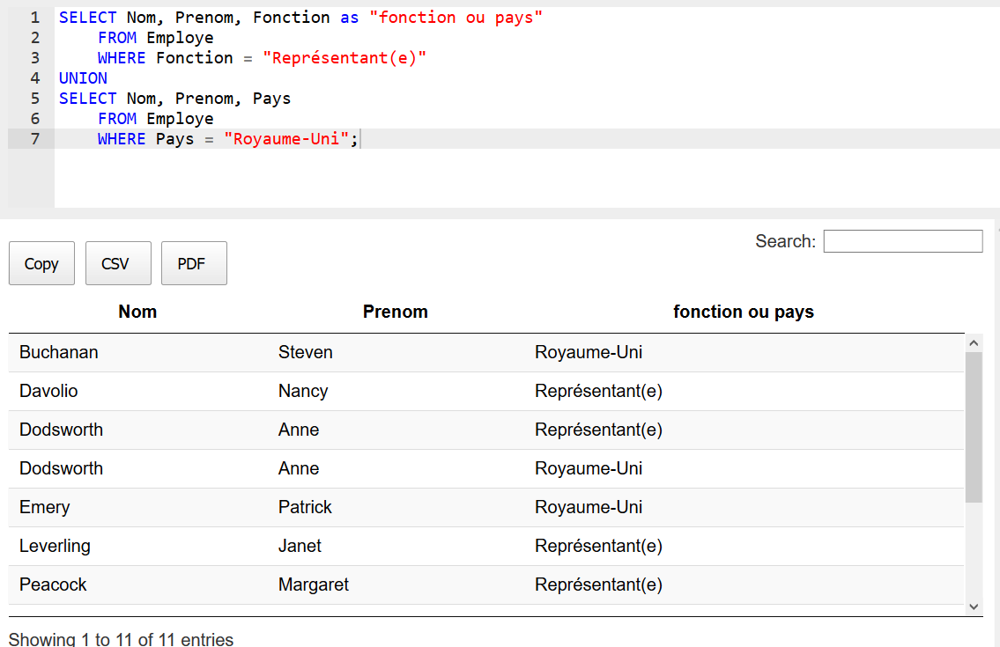 1 SELECT Nom, Prenom, Fonction as "fonction ou pays"
2 FROM Employe
3 WHERE Fonction = "Représentant(e)"
4 UNION
5 SELECT Nom, Prenom, Pays
6 FROM Employe
7 WHERE Pays = "Royaume-Uni";
Search:
Copy CSV PDF
Nom Prenom fonction ou pays
Buchanan Steven Royaume-Uni
Davolio Nancy Représentant(e)
Dodsworth Anne Représentant(e)
Dodsworth Anne Royaume-Uni
Emery Patrick Royaume-Uni
Leverling Janet Représentant(e)
Peacock Margaret Représentant(e)
Showing 1 to 11 of 11 entries